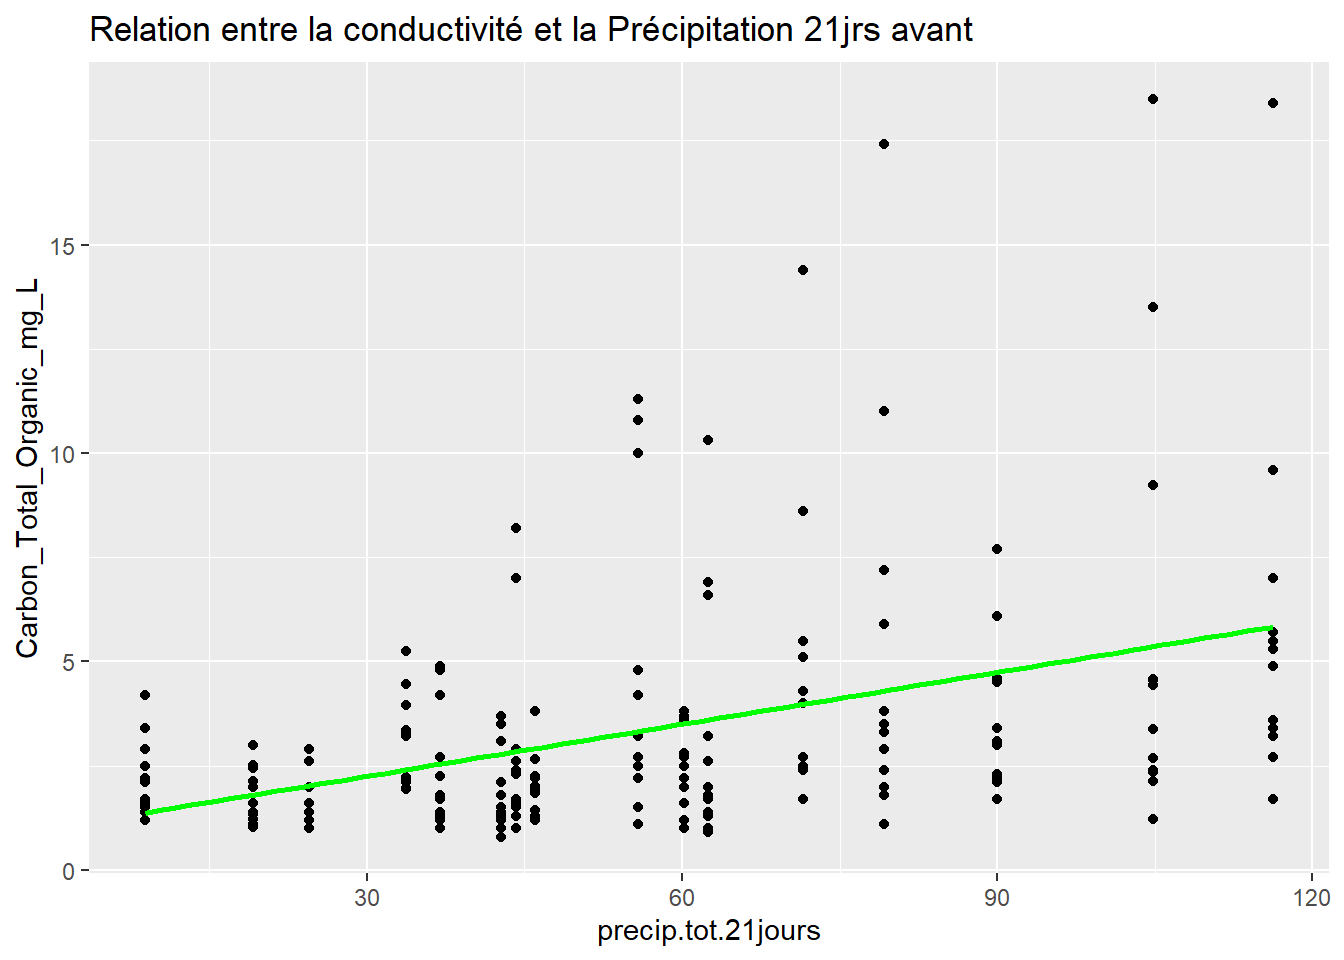 Relation entre la conductivité et la Précipitation 21jrs avant
Carbon_Total_Organic_mg_L
15
10
5
0
30
60
90
120
precip.tot.21jours